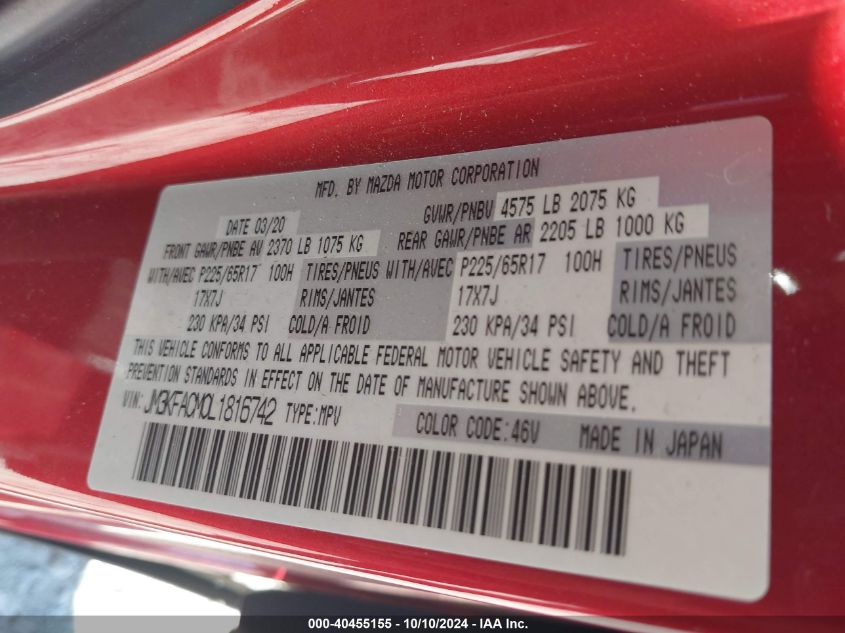 MFD. BY MAZDA MOTOR CORPORATION
DATE 03/20 GVWR/PNBV 4575 LB 2075 KG
FRONT GAWR/PNBE AV 2370 LB 1075 KG REAR GAWR/PNBE AR 2205 LB 1000 KG
WITH/AVEC P225/65R17 100H TIRES/PNEUS WITH/AVEC P225/65R17 100H TIRES/PNEUS
17X7J RIMS/JANTES 17X7J RIMS/JANTES
230 KPA/34 PSI COLD/A FROID 230 KPA/34 PSI COLD/A FROID
THIS VEHICLE CONFORMS TO ALL APPLICABLE FEDERAL MOTOR VEHICLE SAFETY AND THEFT
PREVENTION STANDARDS IN EFFECT ON THE DATE OF MANUFACTURE SHOWN ABOVE.
VIN: JM3KFACM0L1816742 TYPE:MPV COLOR CODE:46V MADE IN JAPAN
000-40455155 - 10/10/2024 - IAA Inc.